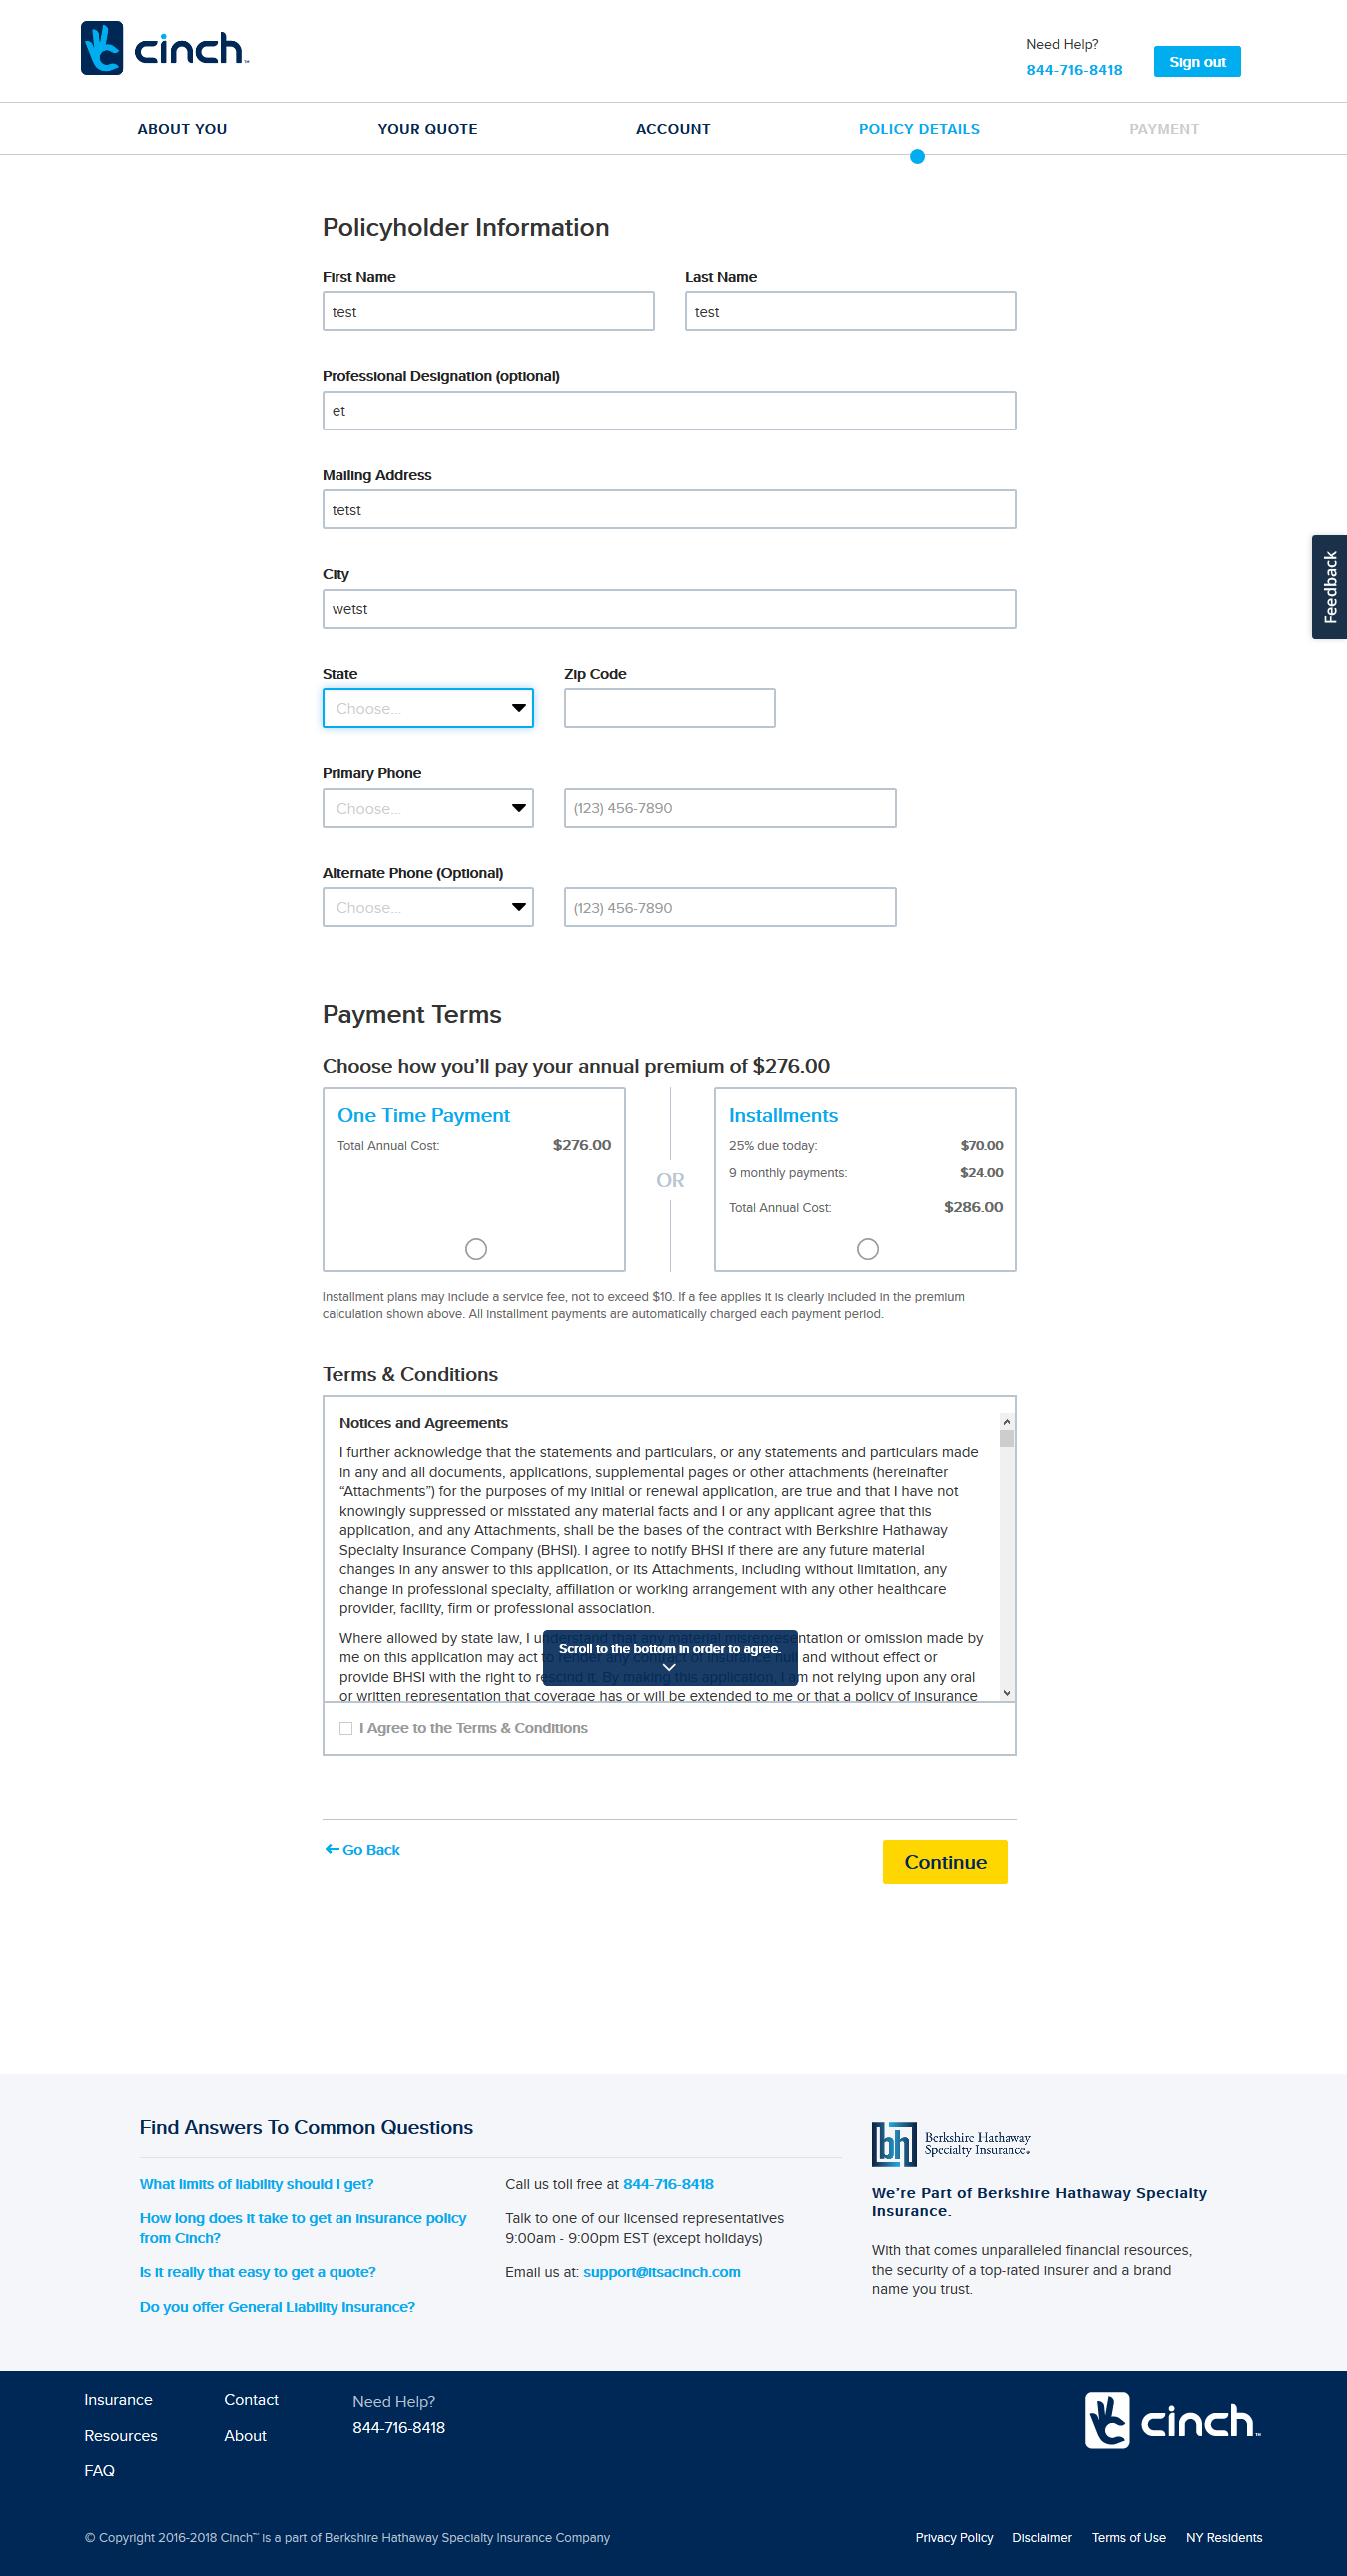 cinch™
Need Help?
844-716-8418
Sign out
ABOUT YOU
YOUR QUOTE
ACCOUNT
POLICY DETAILS
PAYMENT
Policyholder Information
First Name
Last Name
test
test
Professional Designation (optional)
et
Mailing Address
tetst
City
wetst
State
Zip Code
Choose...
Primary Phone
Choose...
(123) 456-7890
Alternate Phone (Optional)
Choose...
(123) 456-7890
Feedback
Payment Terms
Choose how you'll pay your annual premium of $276.00
One Time Payment
Total Annual Cost: $276.00
OR
Installments
25% due today: $70.00
9 monthly payments: $24.00
Total Annual Cost: $286.00
Installment plans may include a service fee, not to exceed $10. If a fee applies it is clearly included in the premium
calculation shown above. All installment payments are automatically charged each payment period.
Terms & Conditions
Notices and Agreements
I further acknowledge that the statements and particulars, or any statements and particulars made
in any and all documents, applications, supplemental pages or other attachments (hereinafter
“Attachments”) for the purposes of my initial or renewal application, are true and that I have not
knowingly suppressed or misstated any material facts and I or any applicant agree that this
application, and any Attachments, shall be the bases of the contract with Berkshire Hathaway
Specialty Insurance Company (BHSI). I agree to notify BHSI if there are any future material
changes in any answer to this application, or its Attachments, including without limitation, any
change in professional specialty, affiliation or working arrangement with any other healthcare
provider, facility, firm or professional association.
Where allowed by state law, I understand that any material misrepresentation or omission made by
me on this application may act to render any contract of insurance null and without effect or
provide BHSI with the right to rescind it. By making this application, I am not relying upon any oral
or written representation that coverage has or will be extended to me or that a policy of insurance
Scroll to the bottom in order to agree.
I Agree to the Terms & Conditions
Go Back
Continue
Find Answers To Common Questions
What limits of liability should I get?
How long does it take to get an insurance policy
from Cinch?
Is it really that easy to get a quote?
Do you offer General Liability Insurance?
Call us toll free at 844-716-8418
Talk to one of our licensed representatives
9:00am - 9:00pm EST (except holidays)
Email us at: support@itsacinch.com
bh
Berkshire Hathaway
Specialty Insurance.
We're Part of Berkshire Hathaway Specialty
Insurance.
With that comes unparalleled financial resources,
the security of a top-rated insurer and a brand
name you trust.
Insurance
Resources
FAQ
Contact
About
Need Help?
844-716-8418
cinch™
© Copyright 2016-2018 Cinch™ is a part of Berkshire Hathaway Specialty Insurance Company
Privacy Policy
Disclaimer
Terms of Use
NY Residents